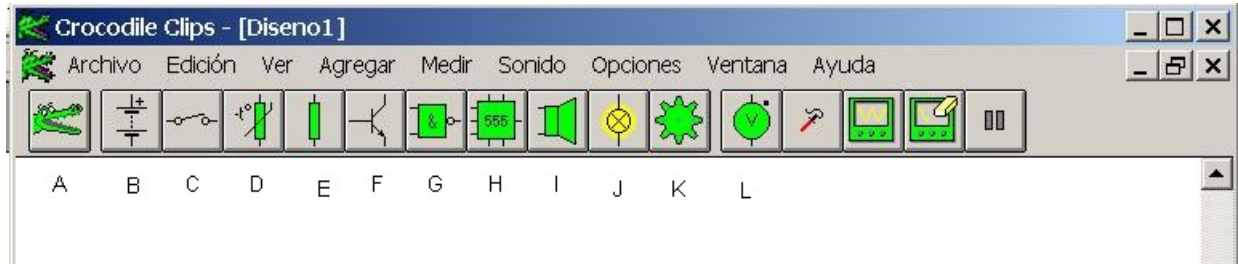 Crocodile Clips - [Diseno1]
Archivo Edición Ver Agregar Medir Sonido Opciones Ventana Ayuda
t° & 555 V
A B C D E F G H I J K L